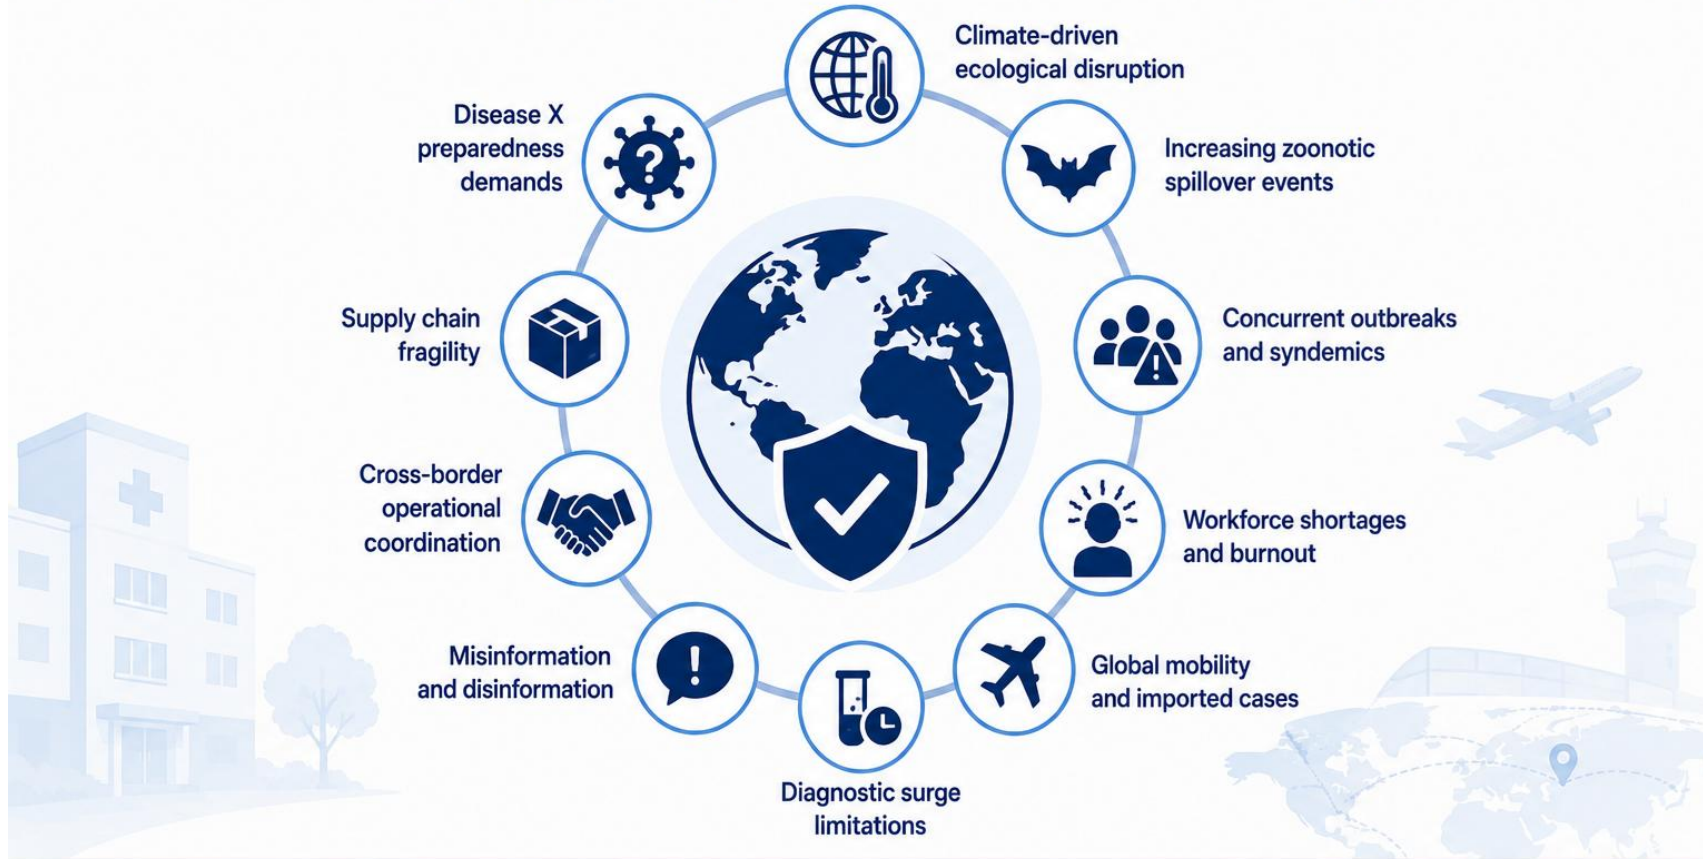 Climate-driven
ecological disruption
Increasing zoonotic
spillover events
Concurrent outbreaks
and syndemics
Workforce shortages
and burnout
Global mobility
and imported cases
Diagnostic surge
limitations
Misinformation
and disinformation
Cross-border
operational
coordination
Supply chain
fragility
Disease X
preparedness
demands